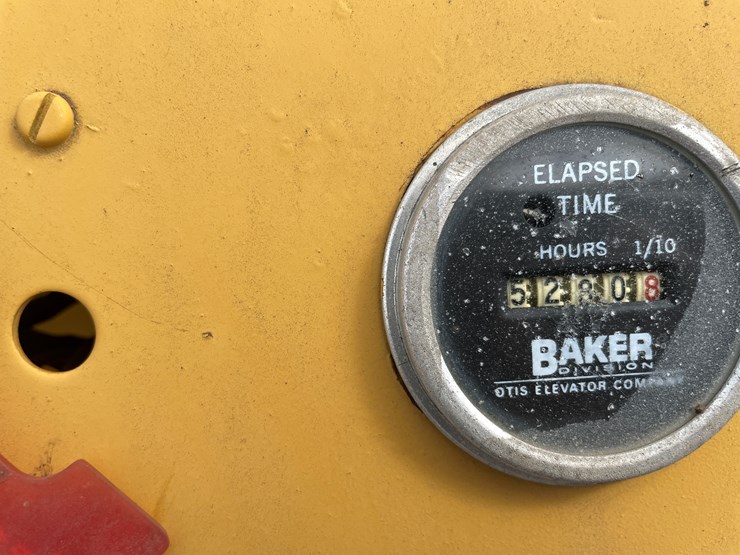 ELAPSED
TIME
HOURS 1/10
52808
BAKER
DIVISION
OTIS ELEVATOR COMPANY